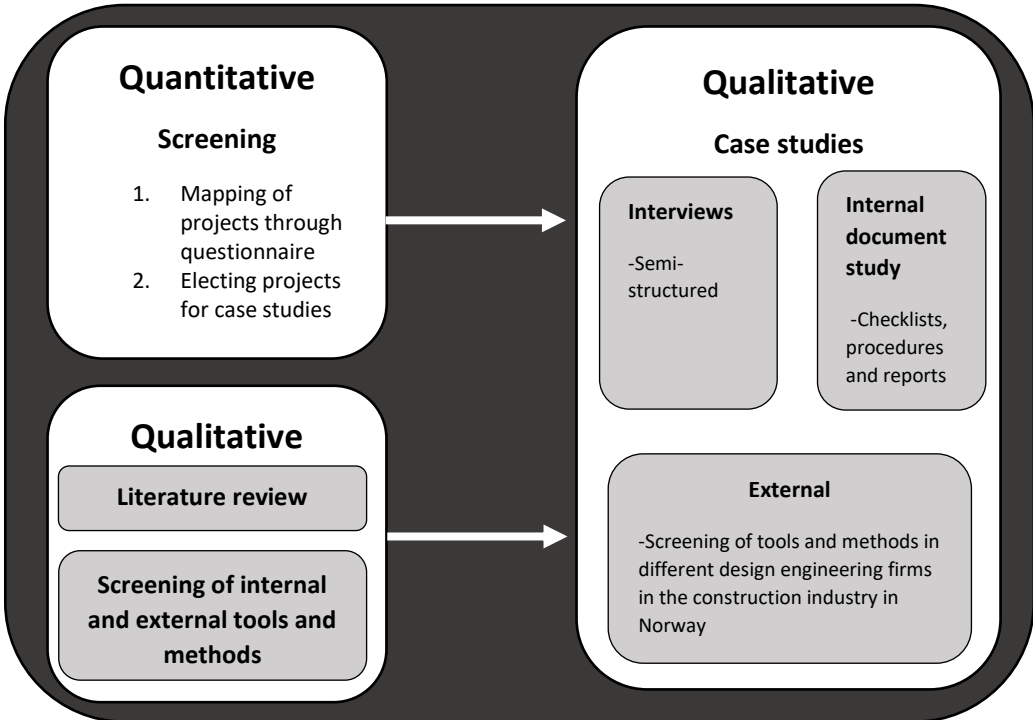 Quantitative
Screening
1. Mapping of
projects through
questionnaire
2. Electing projects
for case studies
Qualitative
Literature review
Screening of internal
and external tools and
methods
Qualitative
Case studies
Interviews
-Semi-
structured
Internal
document
study
-Checklists,
procedures
and reports
External
-Screening of tools and methods in
different design engineering firms
in the construction industry in
Norway